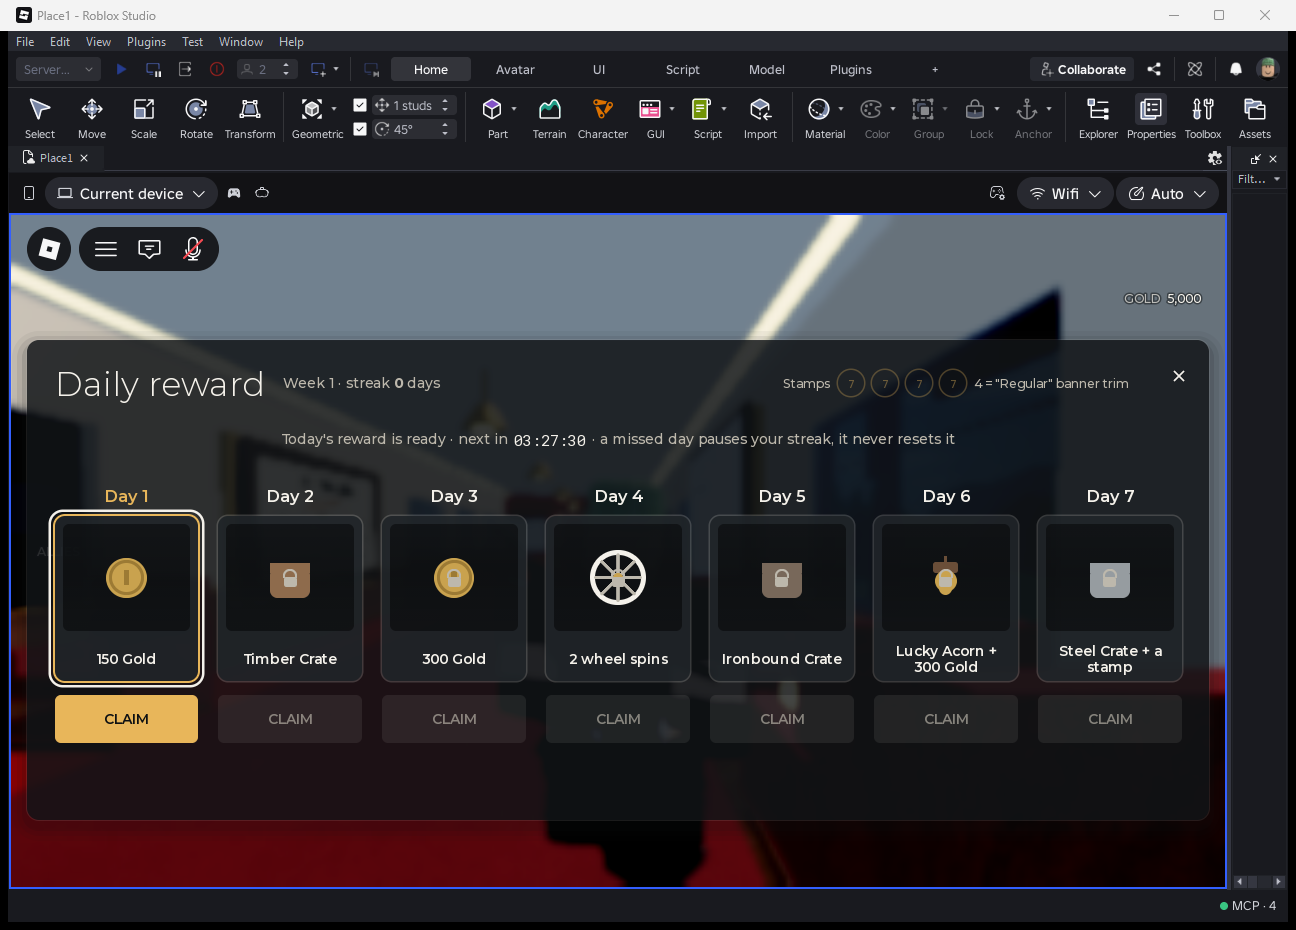 Place1 - Roblox Studio
File Edit View Plugins Test Window Help
Server... 2 Home Avatar UI Script Model Plugins + Collaborate
1 studs
45°
Select Move Scale Rotate Transform Geometric Part Terrain Character GUI Script Import Material Color Group Lock Anchor Explorer Properties Toolbox Assets
Place1
Filt...
Current device Wifi Auto
GOLD 5,000
Daily reward Week 1 · streak 0 days Stamps 7 7 7 7 4 = "Regular" banner trim
Today's reward is ready · next in 03:27:30 · a missed day pauses your streak, it never resets it
Day 1 Day 2 Day 3 Day 4 Day 5 Day 6 Day 7
150 Gold Timber Crate 300 Gold 2 wheel spins Ironbound Crate Lucky Acorn + 300 Gold Steel Crate + a stamp
CLAIM CLAIM CLAIM CLAIM CLAIM CLAIM CLAIM
MCP · 4